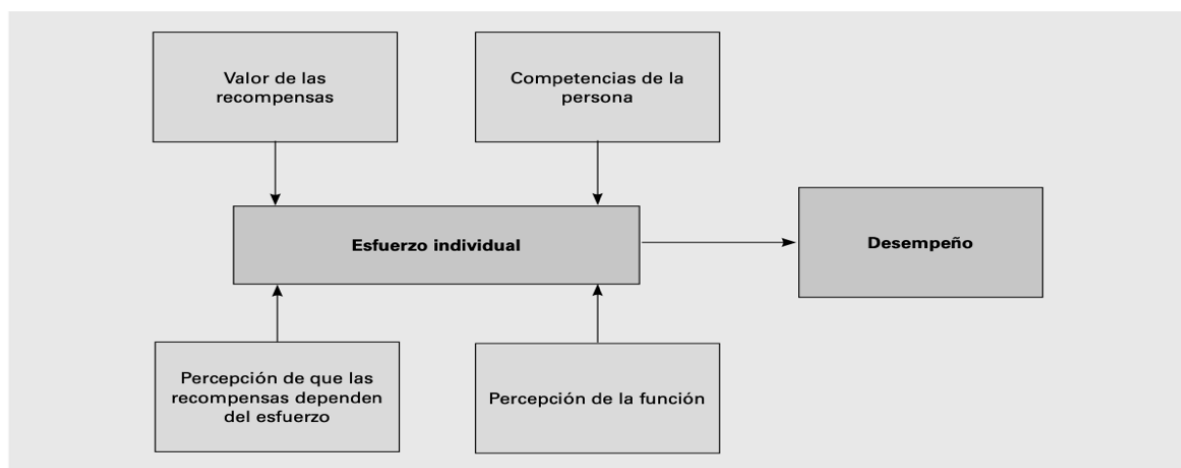 Valor de las
recompensas
Competencias de la
persona
Esfuerzo individual
Desempeño
Percepción de que las
recompensas dependen
del esfuerzo
Percepción de la función